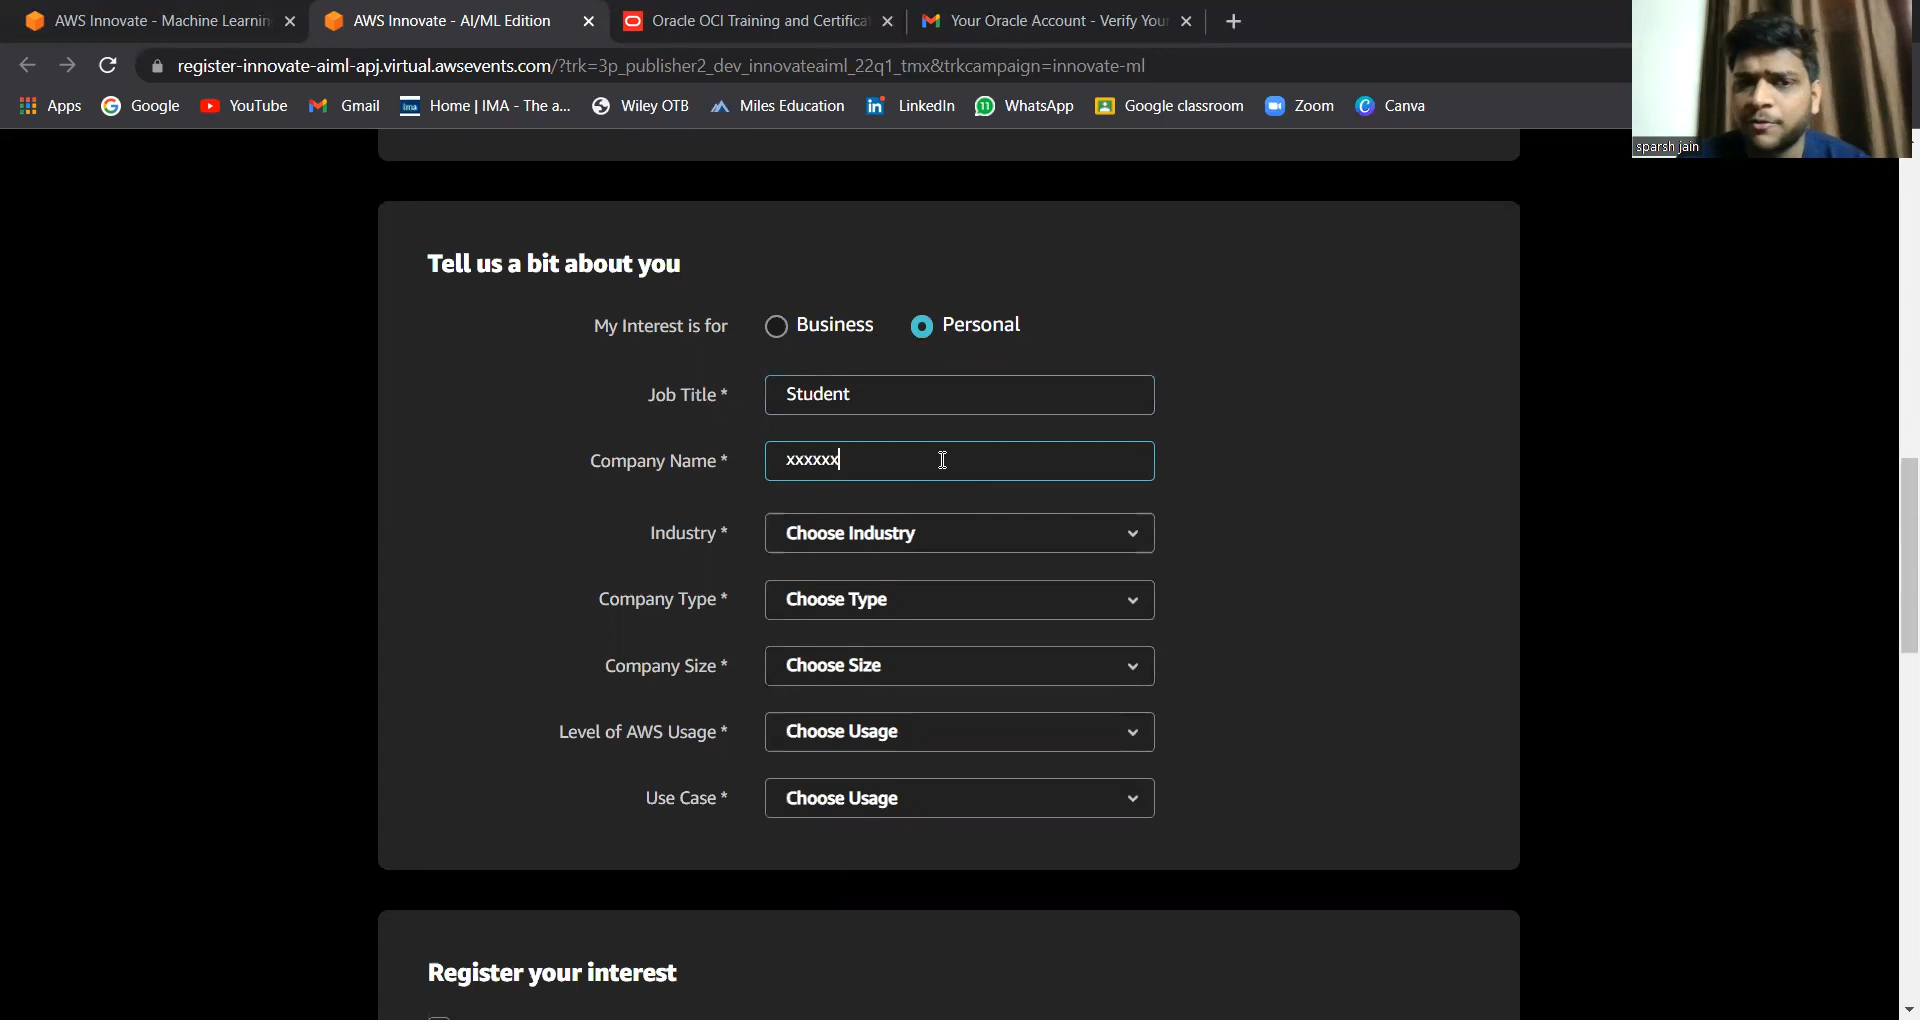 AWS Innovate - Machine Learnin
AWS Innovate - AI/ML Edition
Oracle OCI Training and Certifica
Your Oracle Account - Verify You
register-innovate-aiml-apj.virtual.awsevents.com/?trk=3p_publisher2_dev_innovateaiml_22q1_tmx&trkcampaign=innovate-ml
Apps Google YouTube Gmail ima Home | IMA - The a... Wiley OTB Miles Education in LinkedIn 11 WhatsApp Google classroom Zoom C Canva
sparsh jain
Tell us a bit about you
My Interest is for Business Personal
Job Title * Student
Company Name * xxxxxx
Industry * Choose Industry
Company Type * Choose Type
Company Size * Choose Size
Level of AWS Usage * Choose Usage
Use Case * Choose Usage
Register your interest